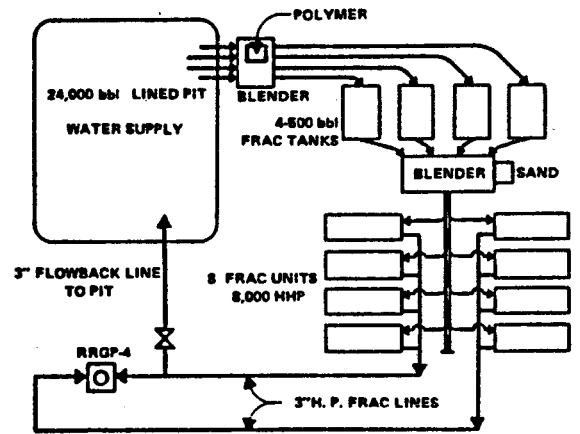 POLYMER
24,000 bbl LINED PIT
WATER SUPPLY
BLENDER
4-500 bbl
FRAC TANKS
BLENDER
SAND
3" FLOWBACK LINE
TO PIT
8 FRAC UNITS
8,000 HHP
RRGP-4
3" H. P. FRAC LINES